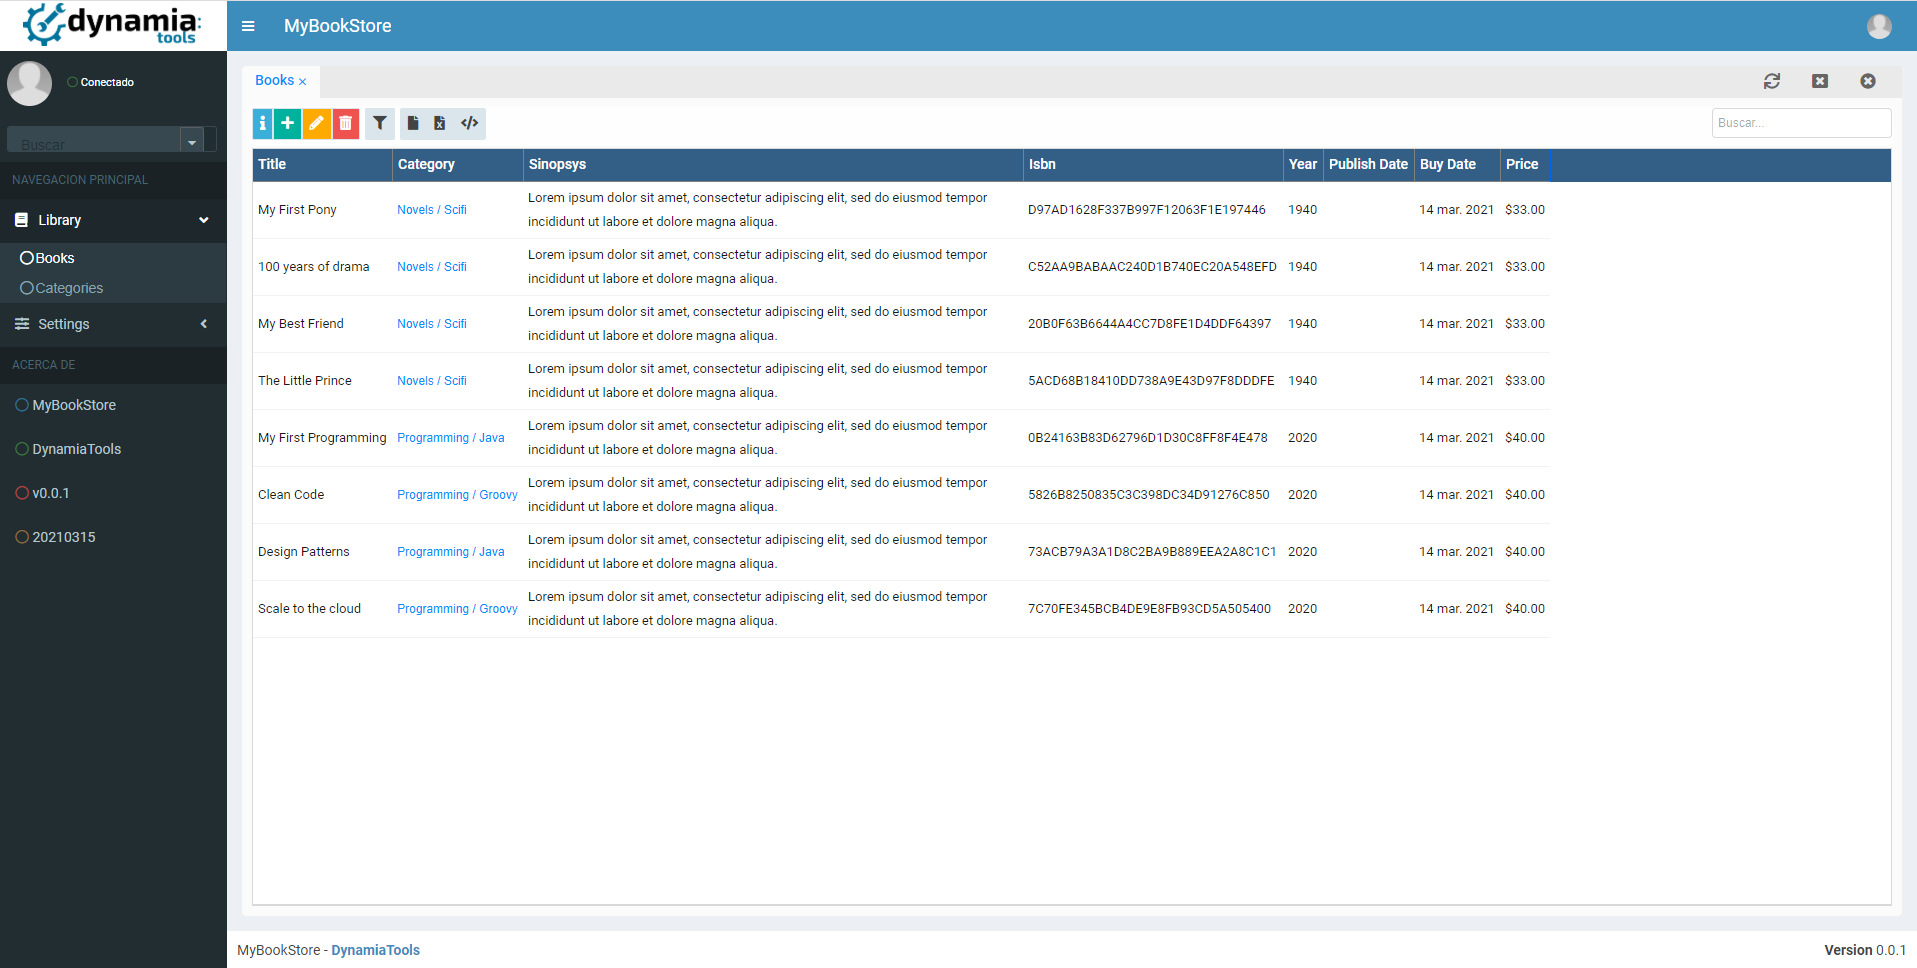 dynamia:
tools
MyBookStore
Conectado
Buscar
NAVEGACION PRINCIPAL
Library
Books
Categories
Settings
ACERCA DE
MyBookStore
DynamiaTools
v0.0.1
20210315
Books ×
Buscar...
Title Category Sinopsys Isbn Year Publish Date Buy Date Price
My First Pony Novels / Scifi Lorem ipsum dolor sit amet, consectetur adipiscing elit, sed do eiusmod tempor
incididunt ut labore et dolore magna aliqua. D97AD1628F337B997F12063F1E197446 1940 14 mar. 2021 $33.00
100 years of drama Novels / Scifi Lorem ipsum dolor sit amet, consectetur adipiscing elit, sed do eiusmod tempor
incididunt ut labore et dolore magna aliqua. C52AA9BABAAC240D1B740EC20A548EFD 1940 14 mar. 2021 $33.00
My Best Friend Novels / Scifi Lorem ipsum dolor sit amet, consectetur adipiscing elit, sed do eiusmod tempor
incididunt ut labore et dolore magna aliqua. 20B0F63B6644A4CC7D8FE1D4DDF64397 1940 14 mar. 2021 $33.00
The Little Prince Novels / Scifi Lorem ipsum dolor sit amet, consectetur adipiscing elit, sed do eiusmod tempor
incididunt ut labore et dolore magna aliqua. 5ACD68B18410DD738A9E43D97F8DDDFE 1940 14 mar. 2021 $33.00
My First Programming Programming / Java Lorem ipsum dolor sit amet, consectetur adipiscing elit, sed do eiusmod tempor
incididunt ut labore et dolore magna aliqua. 0B24163B83D62796D1D30C8FF8F4E478 2020 14 mar. 2021 $40.00
Clean Code Programming / Groovy Lorem ipsum dolor sit amet, consectetur adipiscing elit, sed do eiusmod tempor
incididunt ut labore et dolore magna aliqua. 5826B8250835C3C398DC34D91276C850 2020 14 mar. 2021 $40.00
Design Patterns Programming / Java Lorem ipsum dolor sit amet, consectetur adipiscing elit, sed do eiusmod tempor
incididunt ut labore et dolore magna aliqua. 73ACB79A3A1D8C2BA9B889EEA2A8C1C1 2020 14 mar. 2021 $40.00
Scale to the cloud Programming / Groovy Lorem ipsum dolor sit amet, consectetur adipiscing elit, sed do eiusmod tempor
incididunt ut labore et dolore magna aliqua. 7C70FE345BCB4DE9E8FB93CD5A505400 2020 14 mar. 2021 $40.00
MyBookStore - DynamiaTools
Version 0.0.1